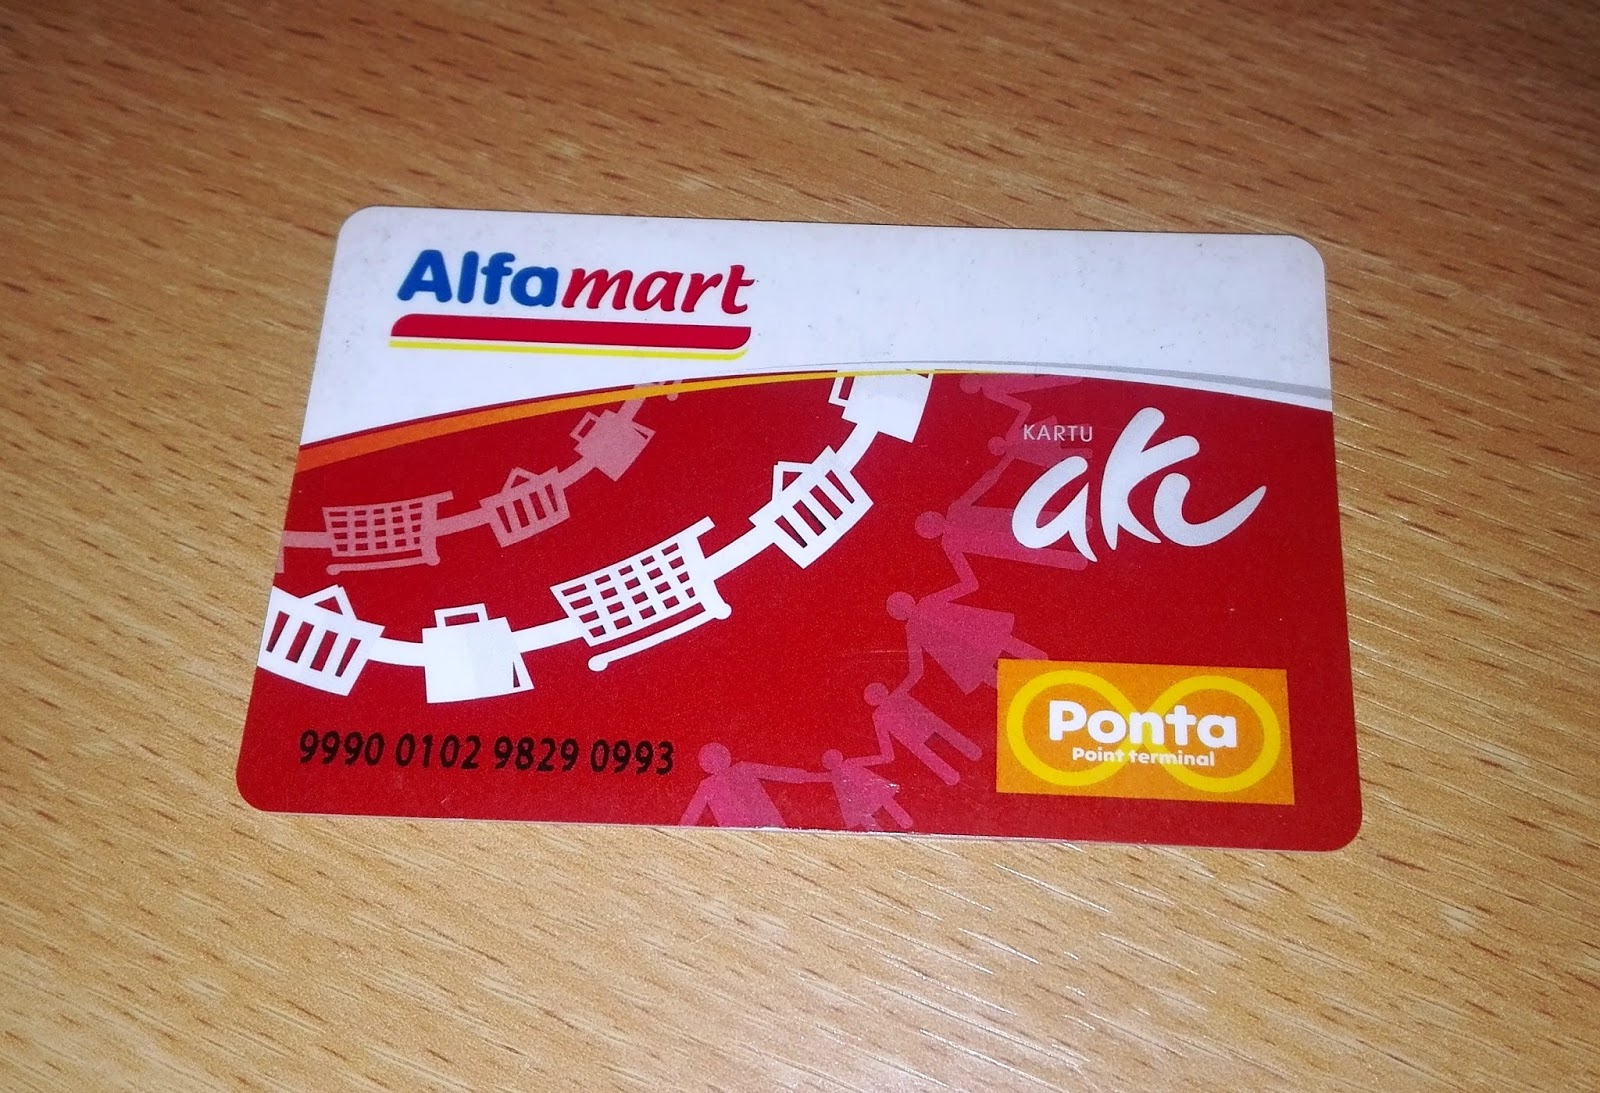 Alfamart
KARTU
aku
9990 0102 9829 0993
Ponta
Point terminal